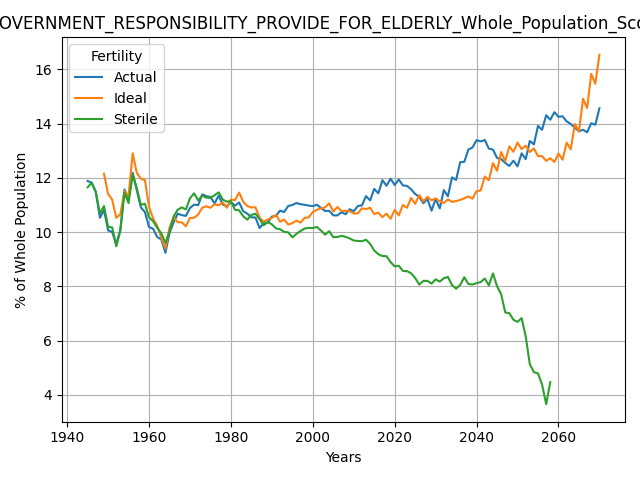 OVERNMENT_RESPONSIBILITY_PROVIDE_FOR_ELDERLY_Whole_Population_Sco
Fertility
Actual
Ideal
Sterile
% of Whole Population
16
14
12
10
8
6
4
1940 1960 1980 2000 2020 2040 2060
Years